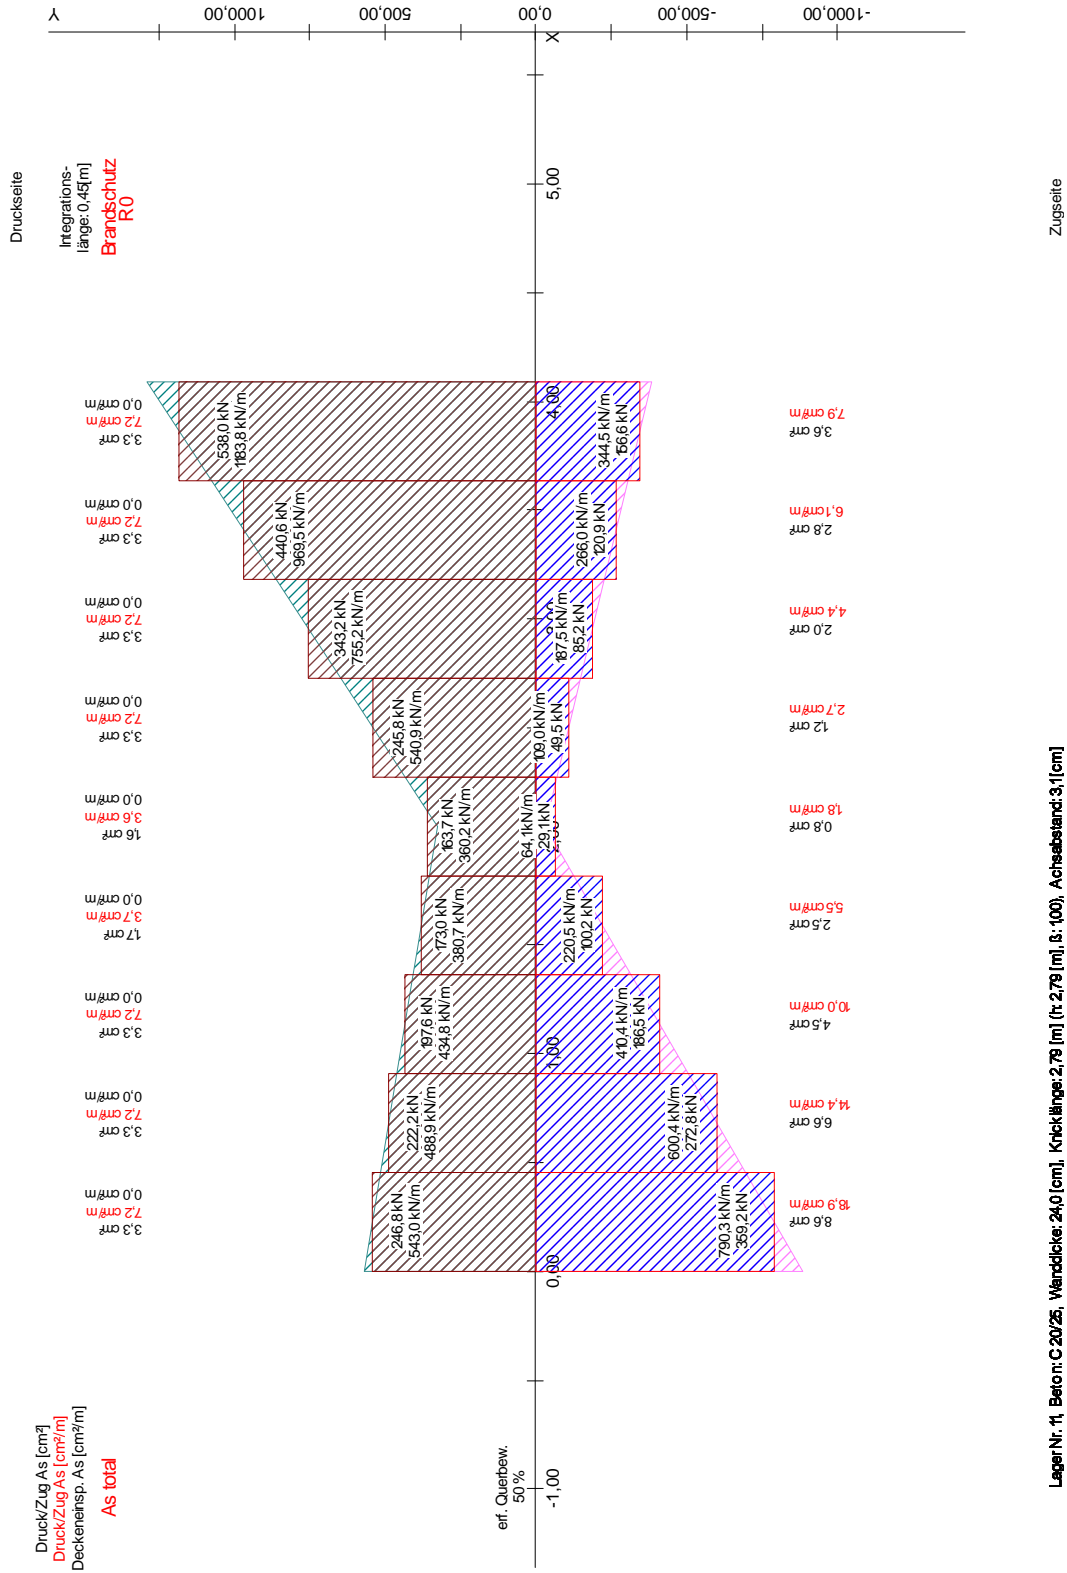 Druckseite
Druck/Zug As [cm²]
Druck/Zug As [cm²/m]
Deckeneinsp. As [cm²/m]
As total
Integrations-
länge: 0,45[m]
Brandschutz
R 0
3,3 cm²
7,2 cm²/m
0,0 cm²/m
3,3 cm²
7,2 cm²/m
0,0 cm²/m
3,3 cm²
7,2 cm²/m
0,0 cm²/m
1,7 cm²
3,7 cm²/m
0,0 cm²/m
1,6 cm²
3,6 cm²/m
0,0 cm²/m
3,3 cm²
7,2 cm²/m
0,0 cm²/m
3,3 cm²
7,2 cm²/m
0,0 cm²/m
3,3 cm²
7,2 cm²/m
0,0 cm²/m
3,3 cm²
7,2 cm²/m
0,0 cm²/m
Y
1000,00
500,00
0,00
-500,00
-1000,00
X
246,8 kN
543,0 kN/m
222,2 kN
488,9 kN/m
197,6 kN
434,8 kN/m
173,0 kN
380,7 kN/m
163,7 kN
360,2 kN/m
245,8 kN
540,9 kN/m
343,2 kN
755,2 kN/m
440,6 kN
969,5 kN/m
538,0 kN
1183,8 kN/m
erf. Querbew.
50 %
-1,00
0,00
1,00
4,00
5,00
790,3 kN/m
359,2 kN
600,4 kN/m
272,8 kN
410,4 kN/m
186,5 kN
220,5 kN/m
100,2 kN
64,1 kN/m
29,1 kN
109,0 kN/m
49,5 kN
187,5 kN/m
85,2 kN
266,0 kN/m
120,9 kN
344,5 kN/m
156,6 kN
18,9 cm²/m
8,6 cm²
14,4 cm²/m
6,6 cm²
10,0 cm²/m
4,5 cm²
5,5 cm²/m
2,5 cm²
1,8 cm²/m
0,8 cm²
2,7 cm²/m
1,2 cm²
4,4 cm²/m
2,0 cm²
6,1 cm²/m
2,8 cm²
7,9 cm²/m
3,6 cm²
Zugseite
Lager Nr. 11, Beton: C 20/25, Wanddicke: 24,0 [cm], Knicklänge: 2,79 [m] (h: 2,79 [m], ß: 1,00), Achsabstand: 3,1 [cm]